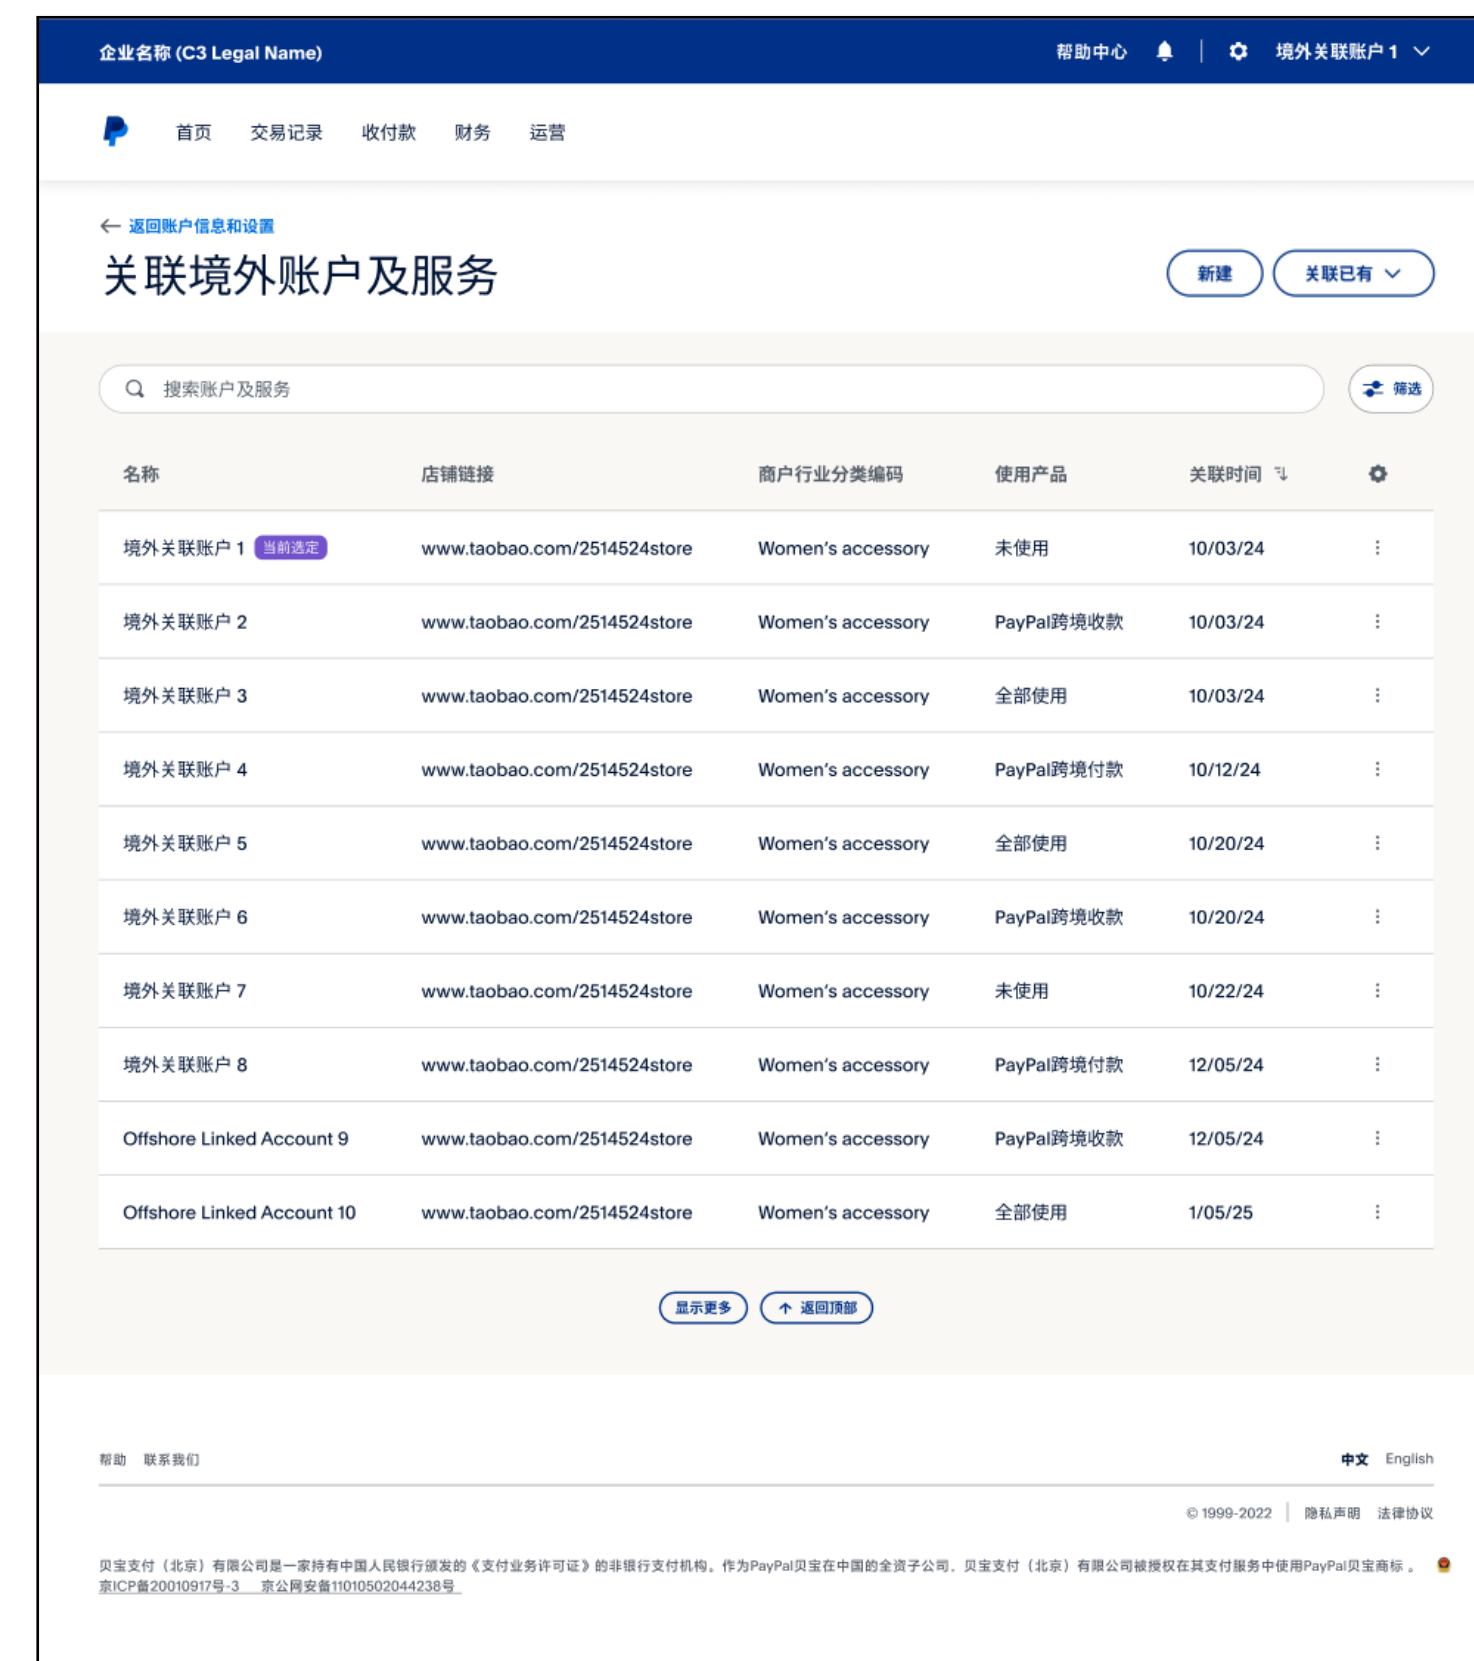 企业名称 (C3 Legal Name) 帮助中心 境外关联账户 1
首页 交易记录 收付款 财务 运营
返回账户信息和设置
关联境外账户及服务 新建 关联已有
搜索账户及服务 筛选
名称 店铺链接 商户行业分类编码 使用产品 关联时间
境外关联账户 1 当前选定 www.taobao.com/2514524store Women's accessory 未使用 10/03/24
境外关联账户 2 www.taobao.com/2514524store Women's accessory PayPal跨境收款 10/03/24
境外关联账户 3 www.taobao.com/2514524store Women's accessory 全部使用 10/03/24
境外关联账户 4 www.taobao.com/2514524store Women's accessory PayPal跨境付款 10/12/24
境外关联账户 5 www.taobao.com/2514524store Women's accessory 全部使用 10/20/24
境外关联账户 6 www.taobao.com/2514524store Women's accessory PayPal跨境收款 10/20/24
境外关联账户 7 www.taobao.com/2514524store Women's accessory 未使用 10/22/24
境外关联账户 8 www.taobao.com/2514524store Women's accessory PayPal跨境付款 12/05/24
Offshore Linked Account 9 www.taobao.com/2514524store Women's accessory PayPal跨境收款 12/05/24
Offshore Linked Account 10 www.taobao.com/2514524store Women's accessory 全部使用 1/05/25
显示更多 返回顶部
帮助 联系我们 中文 English
© 1999-2022 隐私声明 法律协议
贝宝支付（北京）有限公司是一家持有中国人民银行颁发的《支付业务许可证》的非银行支付机构。作为PayPal贝宝在中国的全资子公司，贝宝支付（北京）有限公司被授权在其支付服务中使用PayPal贝宝商标 。
京ICP备20010917号-3 京公网安备11010502044238号